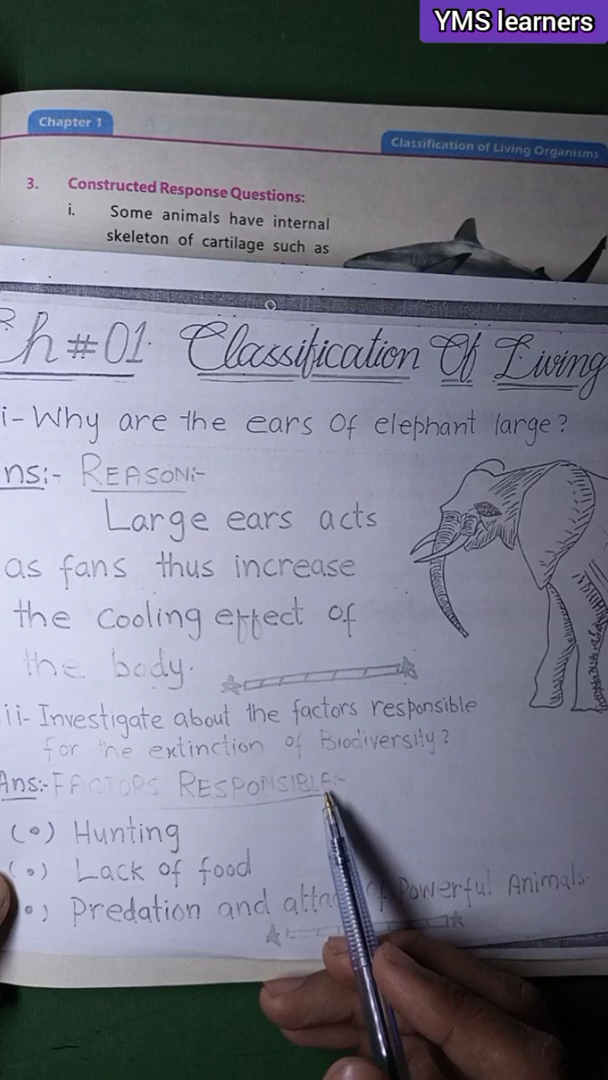 YMS learners
Chapter 1
Classification of Living Organisms
3. Constructed Response Questions:
i. Some animals have internal
skeleton of cartilage such as
Ch # 01. Classification Of Living
i- Why are the ears of elephant large?
ns:- REASON:-
Large ears acts
as fans thus increase
the cooling effect of
the body.
ii- Investigate about the factors responsible
for the extinction of Biodiversity?
Ans:- FACTORS RESPONSIBLE:-
(•) Hunting
(•) Lack of food
•) Predation and atta of Powerful Animals.